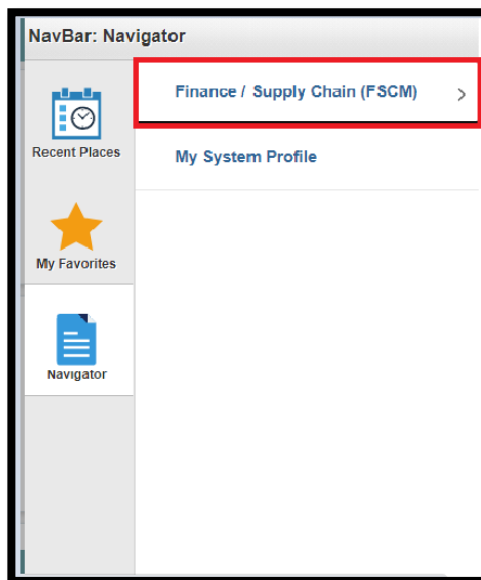 NavBar: Navigator
Recent Places
My Favorites
Navigator
Finance / Supply Chain (FSCM)
My System Profile